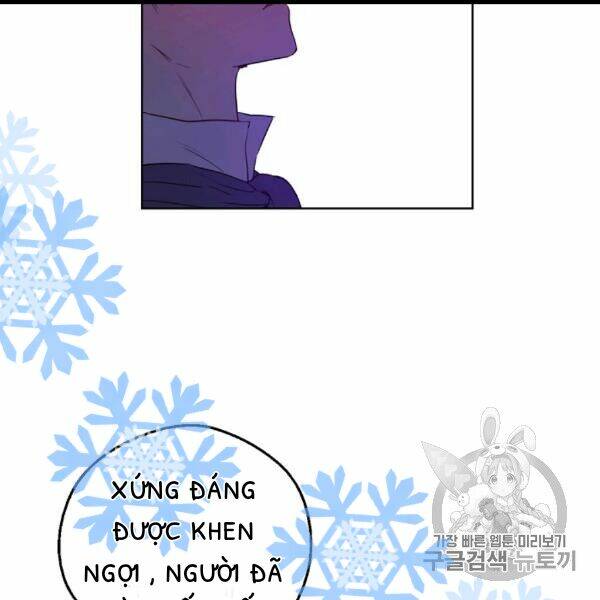 XỨNG ĐÁNG
ĐƯỢC KHEN
NGỢI, NGƯỜI ĐÃ
가장 빠른 웹툰 미리보기
구글검색 뉴토끼